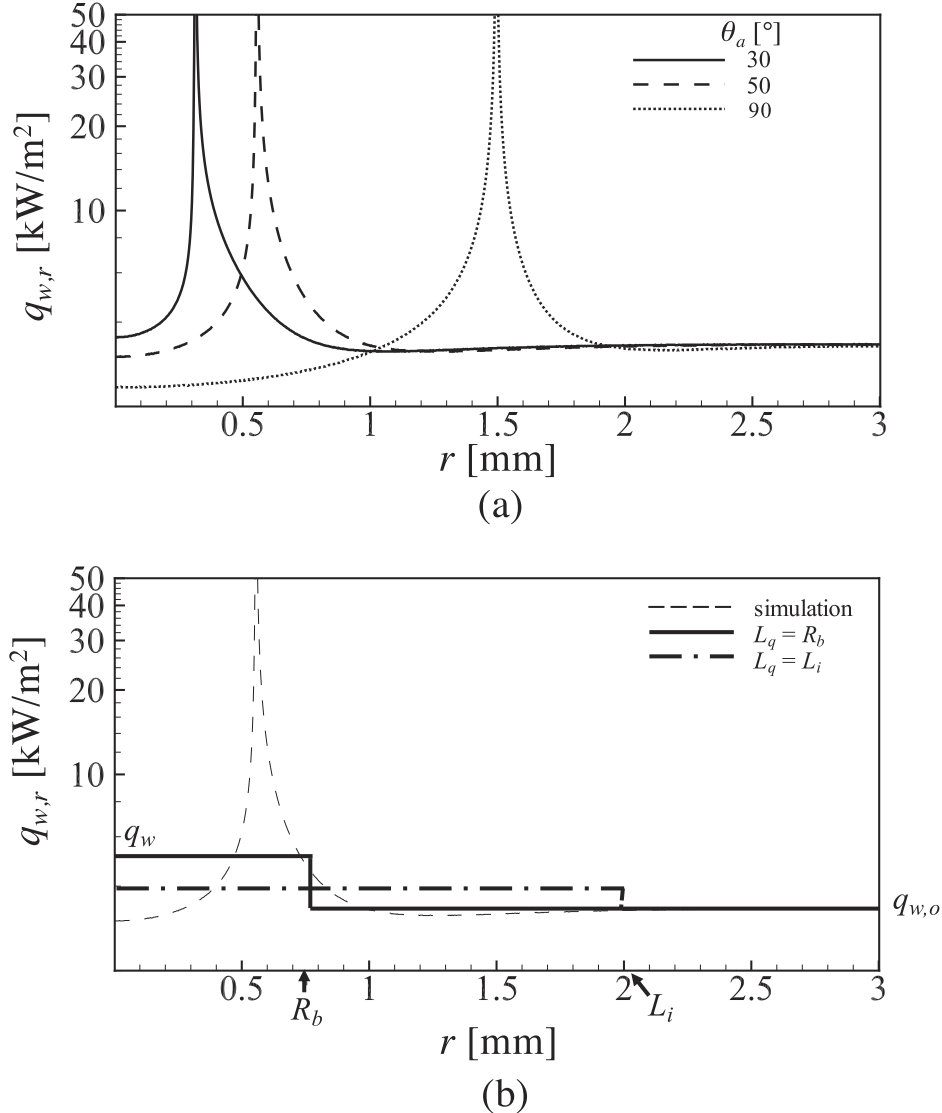 50
40
30
20
10
q_{w,r} [kW/m²]
θ_a [°]
30
50
90
0.5 1 1.5 2 2.5 3
r [mm]
(a)
50
40
30
20
10
q_{w,r} [kW/m²]
simulation
L_q = R_b
L_q = L_i
q_w
q_{w,o}
0.5 1 1.5 2 2.5 3
R_b L_i
r [mm]
(b)